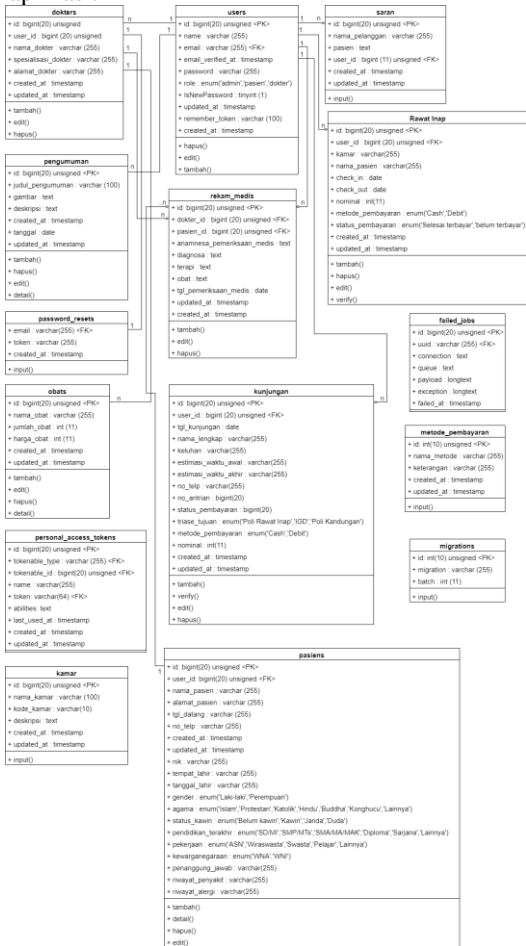 dokters
+ id: bigint(20) unsigned
+ user_id : bigint (20) unsigned
+ nama_dokter : varchar (255)
+ spesialisasi_dokter : varchar (255)
+ alamat_dokter : varchar (255)
+ created_at : timestamp
+ updated_at : timestamp
+ tambah()
+ edit()
+ hapus()
users
+ id: bigint(20) unsigned <PK>
+ name : varchar (255)
+ email : varchar (255) <FK>
+ email_verified_at : timestamp
+ password : varchar (255)
+ role : enum('admin','pasien','dokter')
+ IsNewPassword : tinyint (1)
+ updated_at : timestamp
+ remember_token : varchar (100)
+ created_at : timestamp
+ hapus()
+ edit()
+ tambah()
saran
+ id: bigint(20) unsigned <PK>
+ nama_pelanggan : varchar (255)
+ pasien : text
+ user_id : bigint (11) unsigned <FK>
+ created_at : timestamp
+ updated_at : timestamp
+ input()
Rawat Inap
+ id: bigint(20) unsigned <PK>
+ user_id : bigint (20) unsigned <FK>
+ kamar : varchar(255)
+ nama_pasien : varchar(255)
+ check_in : date
+ check_out : date
+ nominal : int(11)
+ metode_pembayaran : enum('Cash','Debit')
+ status_pembayaran : enum('Selesai terbayar','belum terbayar')
+ created_at : timestamp
+ updated_at : timestamp
+ tambah()
+ hapus()
+ edit()
+ verify()
pengumuman
+ id: bigint(20) unsigned <PK>
+ judul_pengumuman : varchar (100)
+ gambar : text
+ deskripsi : text
+ created_at : timestamp
+ tanggal : date
+ updated_at : timestamp
+ tambah()
+ hapus()
+ edit()
+ detail()
rekam_medis
+ id: bigint(20) unsigned <PK>
+ dokter_id : bigint (20) unsigned <FK>
+ pasien_id : bigint (20) unsigned <FK>
+ anamnesa_pemeriksaan_medis : text
+ diagnosa : text
+ terapi : text
+ obat : text
+ tgl_pemeriksaan_medis : date
+ updated_at : timestamp
+ created_at : timestamp
+ tambah()
+ edit()
+ hapus()
password_resets
+ email : varchar(255) <FK>
+ token : varchar (255)
+ created_at : timestamp
+ input()
failed_jobs
+ id: bigint(20) unsigned <PK>
+ uuid : varchar (255) <FK>
+ connection : text
+ queue : text
+ payload : longtext
+ exception : longtext
+ failed_at : timestamp
obats
+ id: bigint(20) unsigned <PK>
+ nama_obat : varchar (255)
+ jumlah_obat : int (11)
+ harga_obat : int (11)
+ created_at : timestamp
+ updated_at : timestamp
+ tambah()
+ edit()
+ hapus()
+ detail()
kunjungan
+ id: bigint(20) unsigned <PK>
+ user_id : bigint (20) unsigned <FK>
+ tgl_kunjungan : date
+ nama_lengkap : varchar(255)
+ keluhan : varchar(255)
+ estimasi_waktu_awal : varchar(255)
+ estimasi_waktu_akhir : varchar(255)
+ no_telp : varchar(255)
+ no_antrian : bigint(20)
+ status_pembayaran : bigint(20)
+ triase_tujuan : enum('Poli Rawat Inap','IGD','Poli Kandungan')
+ metode_pembayaran : enum('Cash','Debit')
+ nominal : int(11)
+ created_at : timestamp
+ updated_at : timestamp
+ tambah()
+ verify()
+ edit()
+ hapus()
metode_pembayaran
+ id: int(10) unsigned <PK>
+ nama_metode : varchar (255)
+ keterangan : varchar (255)
+ created_at : timestamp
+ updated_at : timestamp
+ input()
personal_access_tokens
+ id: bigint(20) unsigned <PK>
+ tokenable_type : varchar (255) <FK>
+ tokenable_id : bigint(20) unsigned <FK>
+ name : varchar(255)
+ token: varchar(64) <FK>
+ abilities: text
+ last_used_at : timestamp
+ created_at : timestamp
+ updated_at : timestamp
migrations
+ id: int(10) unsigned <PK>
+ migration : varchar (255)
+ batch : int (11)
+ input()
kamar
+ id: bigint(20) unsigned <PK>
+ nama_kamar : varchar (100)
+ kode_kamar : varchar(10)
+ deskripsi : text
+ created_at : timestamp
+ updated_at : timestamp
+ input()
pasiens
+ id: bigint(20) unsigned <PK>
+ user_id : bigint(20) unsigned <FK>
+ nama_pasien : varchar (255)
+ alamat_pasien : varchar (255)
+ tgl_datang : varchar (255)
+ no_telp : varchar (255)
+ created_at : timestamp
+ updated_at : timestamp
+ nik : varchar (255)
+ tempat_lahir : varchar (255)
+ tanggal_lahir : varchar (255)
+ gender : enum('Laki-laki','Perempuan')
+ agama : enum('Islam','Protestan','Katolik','Hindu','Buddha','Konghucu','Lainnya')
+ status_kawin : enum('Belum kawin','Kawin','Janda','Duda')
+ pendidikan_terakhir : enum('SD/MI','SMP/MTs','SMA/MA/MAK','Diploma','Sarjana','Lainnya')
+ pekerjaan : enum('ASN','Wiraswasta','Swasta','Pelajar','Lainnya')
+ kewarganegaraan : enum('WNA','WNI')
+ penanggung_jawab : varchar(255)
+ riwayat_penyakit : varchar(255)
+ riwayat_alergi : varchar(255)
+ tambah()
+ detail()
+ hapus()
+ edit()